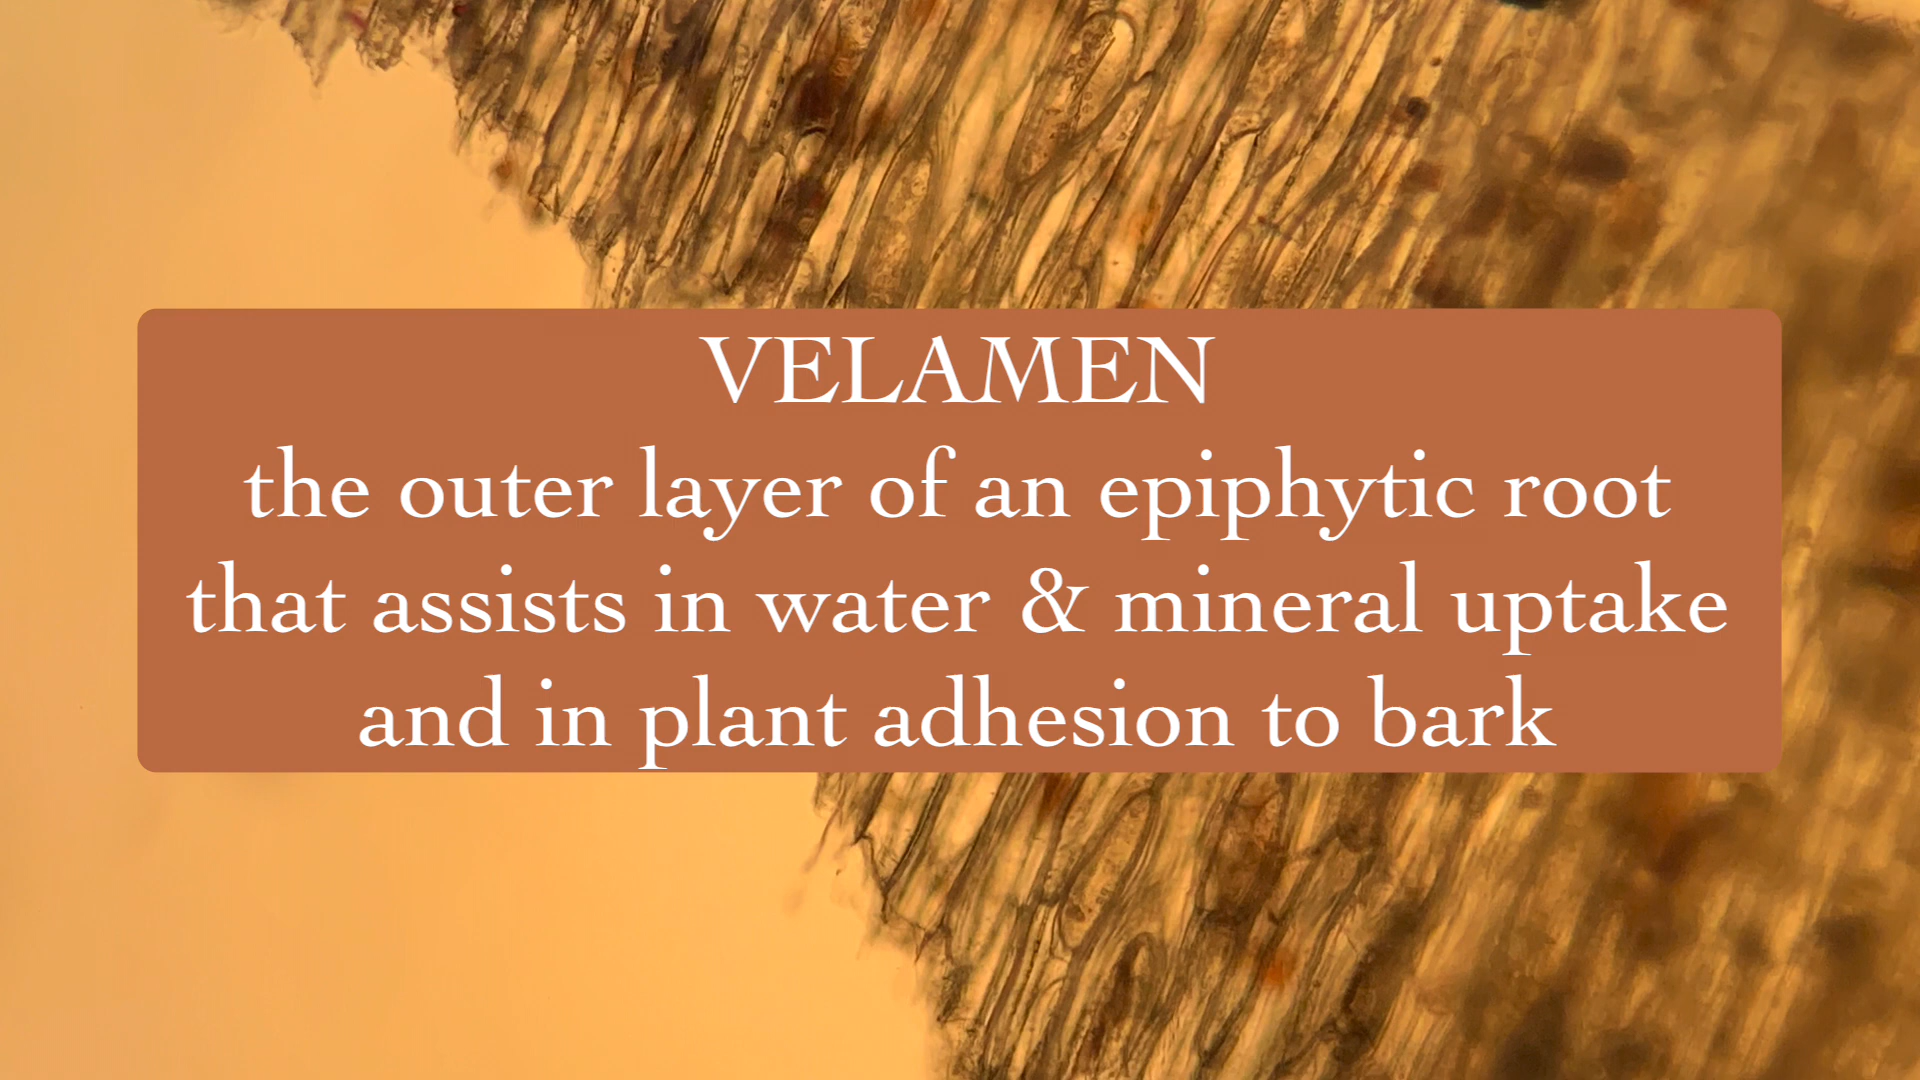 VELAMEN
the outer layer of an epiphytic root
that assists in water & mineral uptake
and in plant adhesion to bark